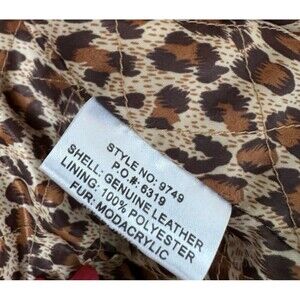 STYLE NO: 9749
P.O#: 6319
SHELL: GENUINE LEATHER
LINING: 100% POLYESTER
FUR: MODACRYLIC